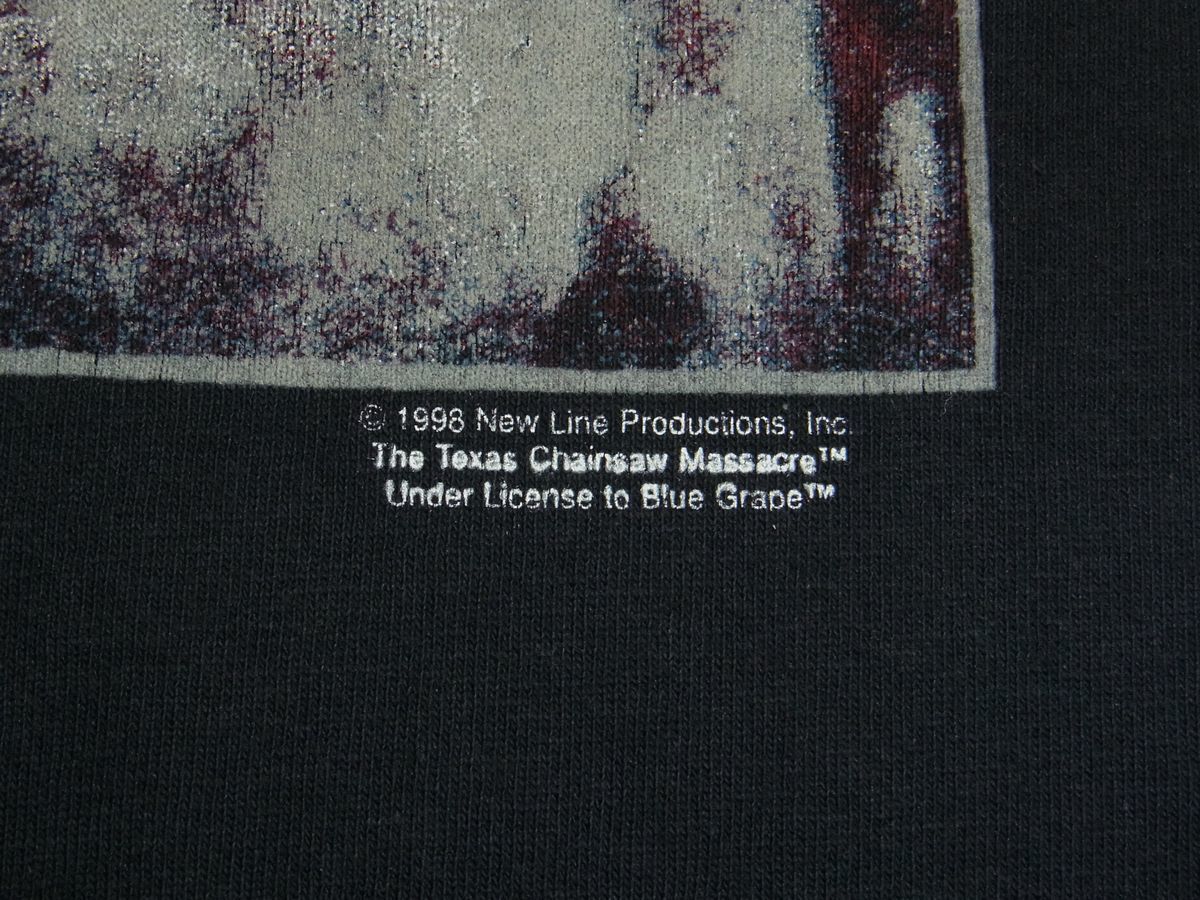 © 1998 New Line Productions, Inc.
The Texas Chainsaw Massacre™
Under License to Blue Grape™